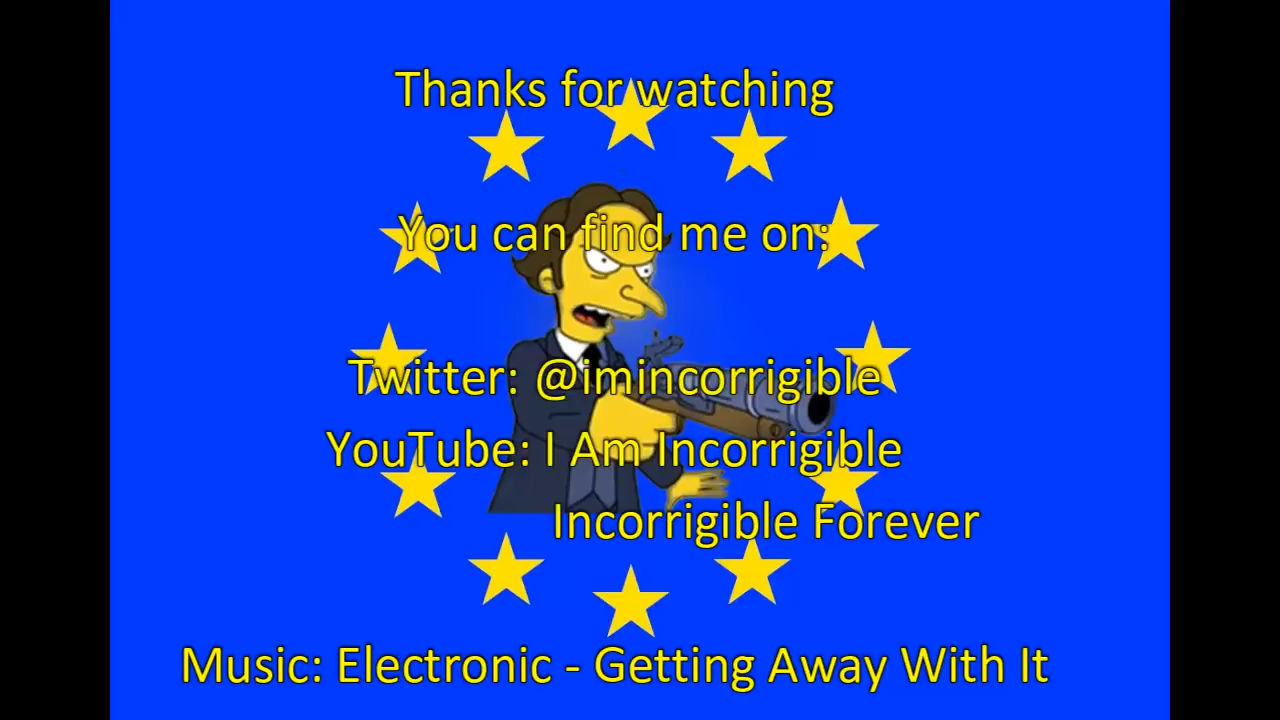 Thanks for watching
You can find me on:
Twitter: @imincorrigible
YouTube: I Am Incorrigible
Incorrigible Forever
Music: Electronic - Getting Away With It